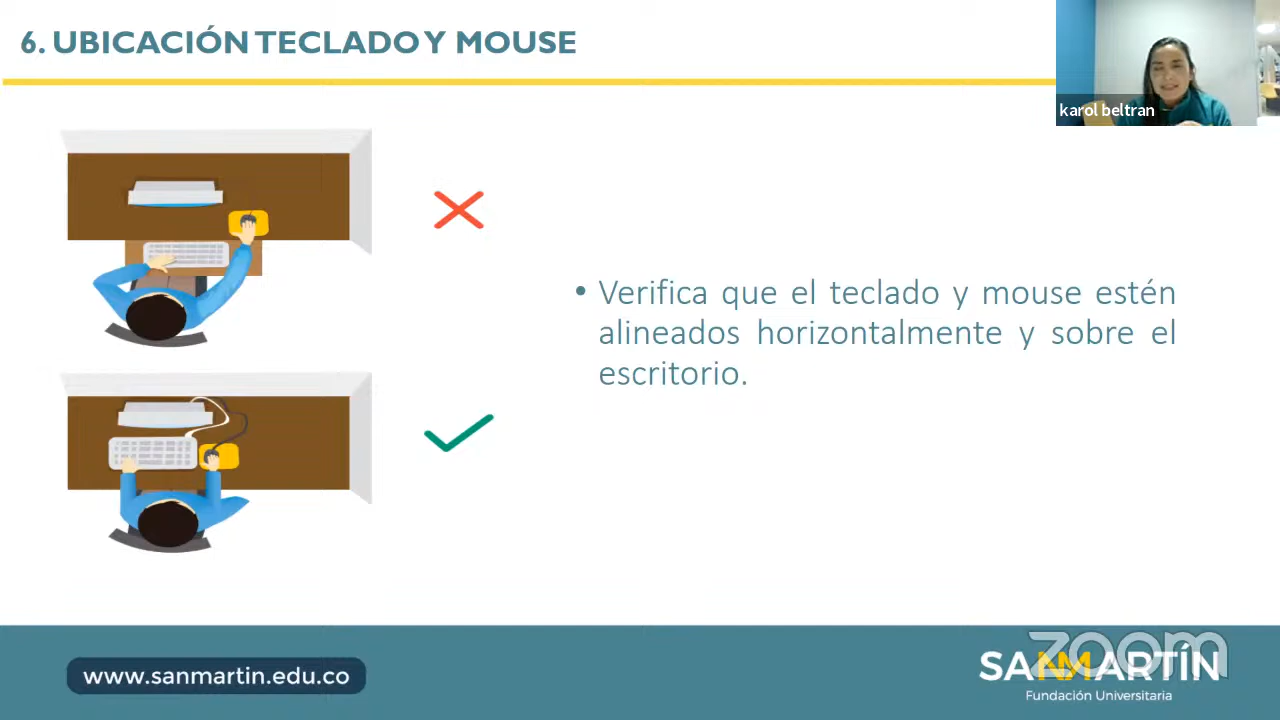 6. UBICACIÓN TECLADO Y MOUSE
karol beltran
• Verifica que el teclado y mouse estén
alineados horizontalmente y sobre el
escritorio.
www.sanmartin.edu.co
zoom
SANMARTÍN
Fundación Universitaria